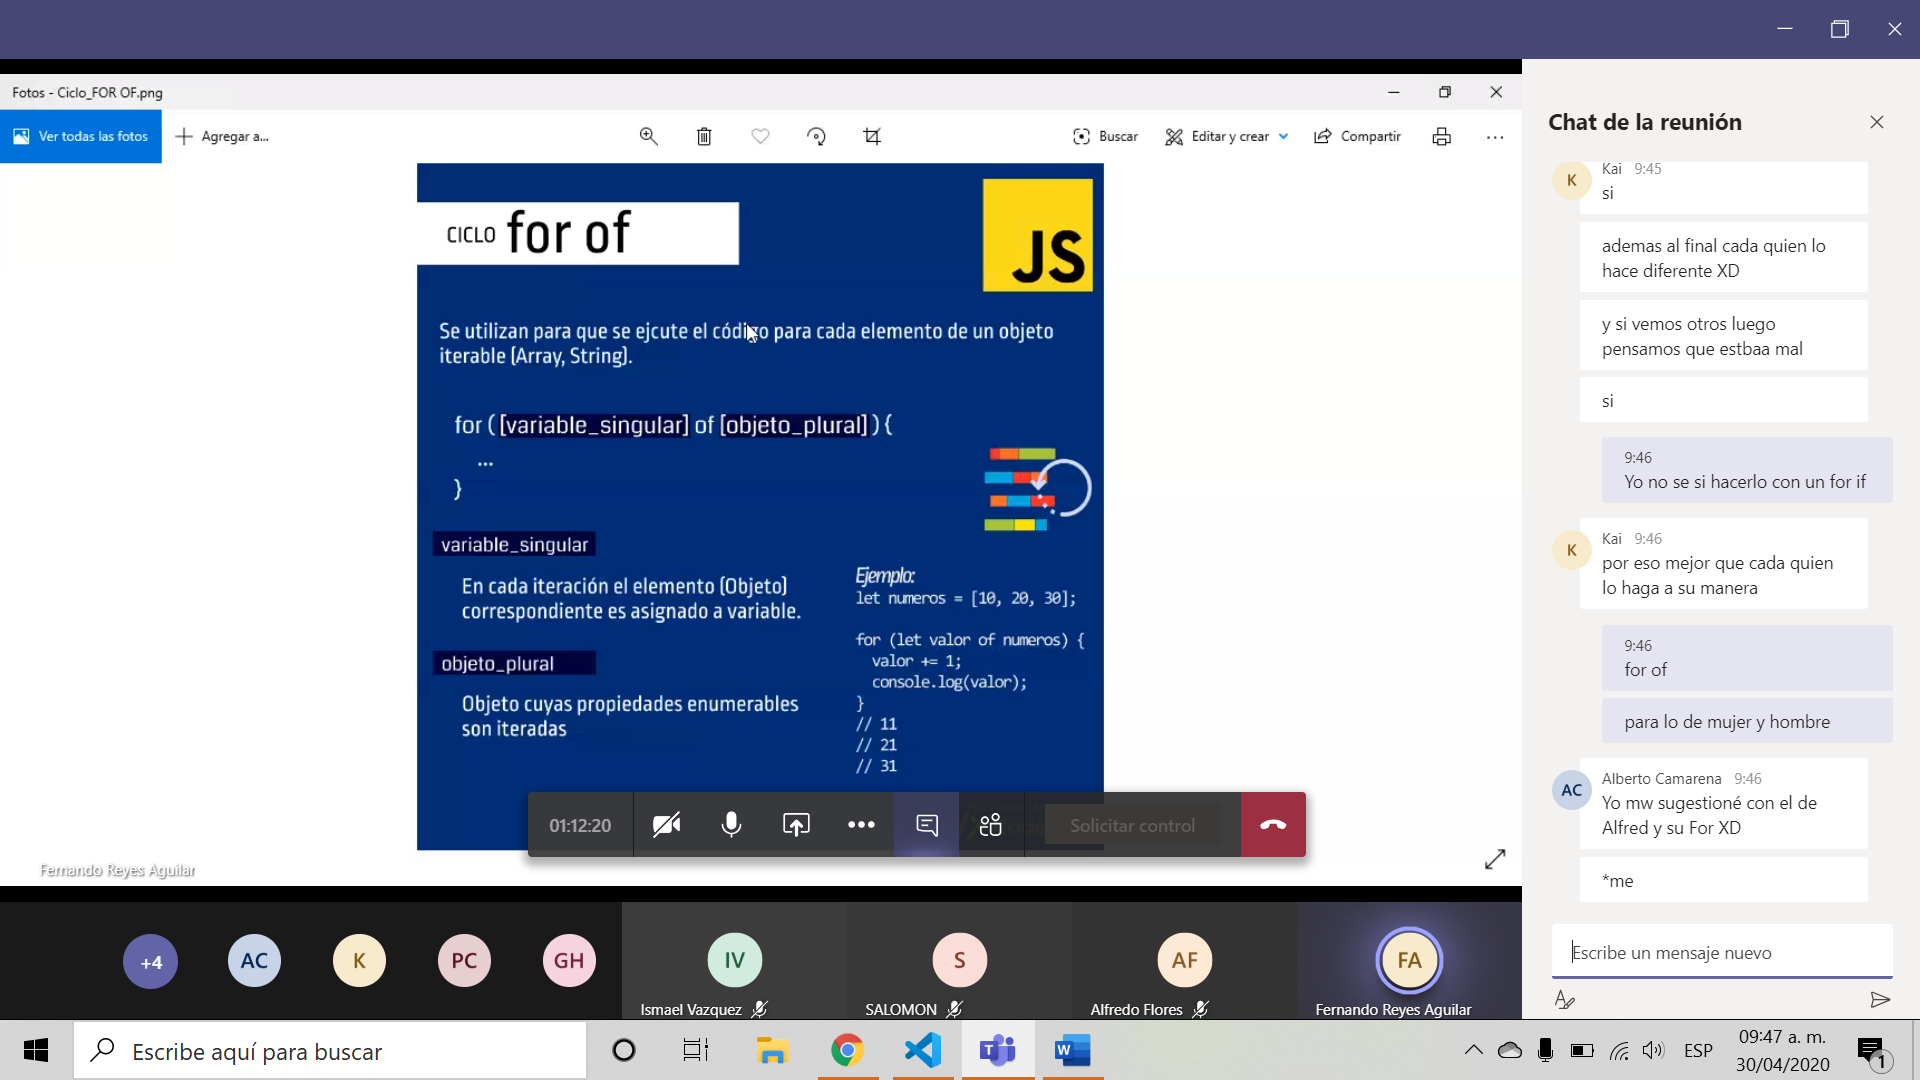 Fotos - Ciclo_FOR OF.png
Ver todas las fotos
Agregar a...
Buscar
Editar y crear
Compartir
CICLO for of
JS
Se utilizan para que se ejcute el código para cada elemento de un objeto
iterable [Array, String].
for ( [variable_singular] of [objeto_plural] ) {
...
}
variable_singular
En cada iteración el elemento (Objeto)
correspondiente es asignado a variable.
objeto_plural
Objeto cuyas propiedades enumerables
son iteradas
Ejemplo:
let numeros = [10, 20, 30];
for (let valor of numeros) {
valor += 1;
console.log(valor);
}
// 11
// 21
// 31
01:12:20
Solicitar control
Fernando Reyes Aguilar
+4
AC
K
PC
GH
IV
Ismael Vazquez
S
SALOMON
AF
Alfredo Flores
FA
Fernando Reyes Aguilar
Chat de la reunión
K
Kai 9:45
si
ademas al final cada quien lo
hace diferente XD
y si vemos otros luego
pensamos que estbaa mal
si
9:46
Yo no se si hacerlo con un for if
K
Kai 9:46
por eso mejor que cada quien
lo haga a su manera
9:46
for of
para lo de mujer y hombre
AC
Alberto Camarena 9:46
Yo mw sugestioné con el de
Alfred y su For XD
*me
Escribe un mensaje nuevo
Escribe aquí para buscar
ESP
09:47 a. m.
30/04/2020
1